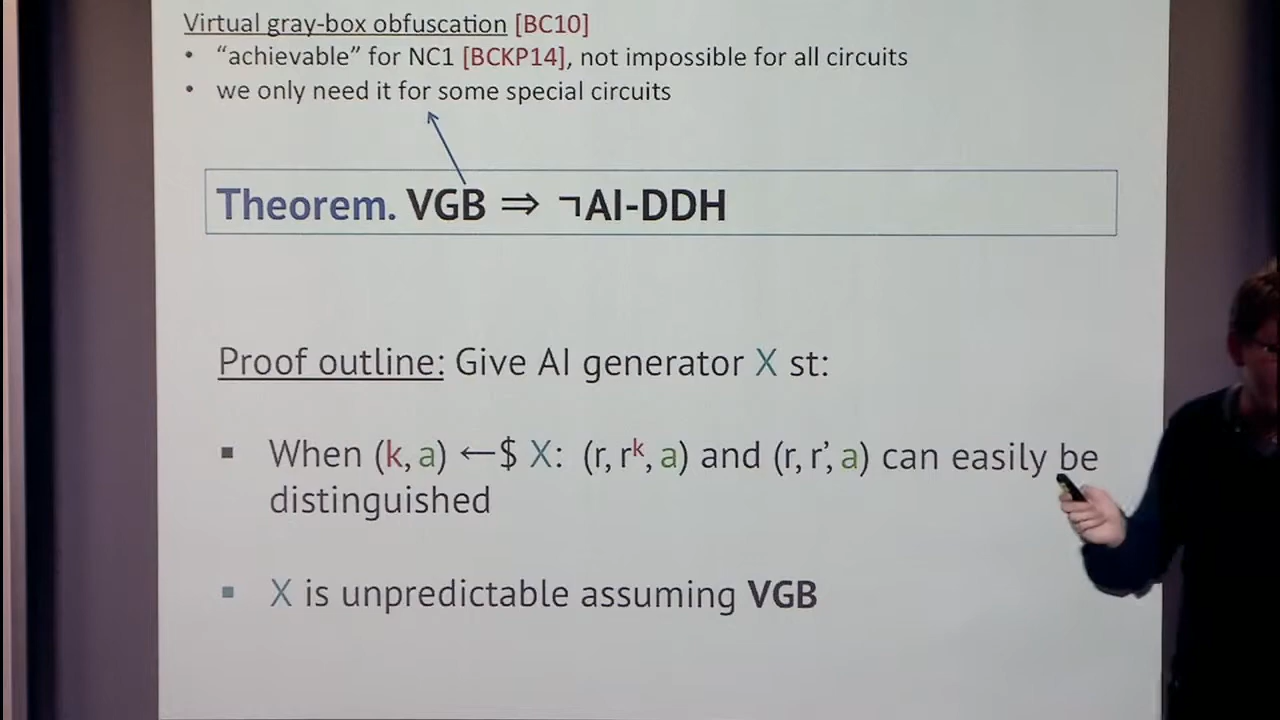 Virtual gray-box obfuscation [BC10]
• “achievable” for NC1 [BCKP14], not impossible for all circuits
• we only need it for some special circuits
Theorem. VGB ⇒ ¬AI-DDH
Proof outline: Give AI generator X st:
▪ When (k, a) ←$ X: (r, rᵏ, a) and (r, r’, a) can easily be
distinguished
▪ X is unpredictable assuming VGB